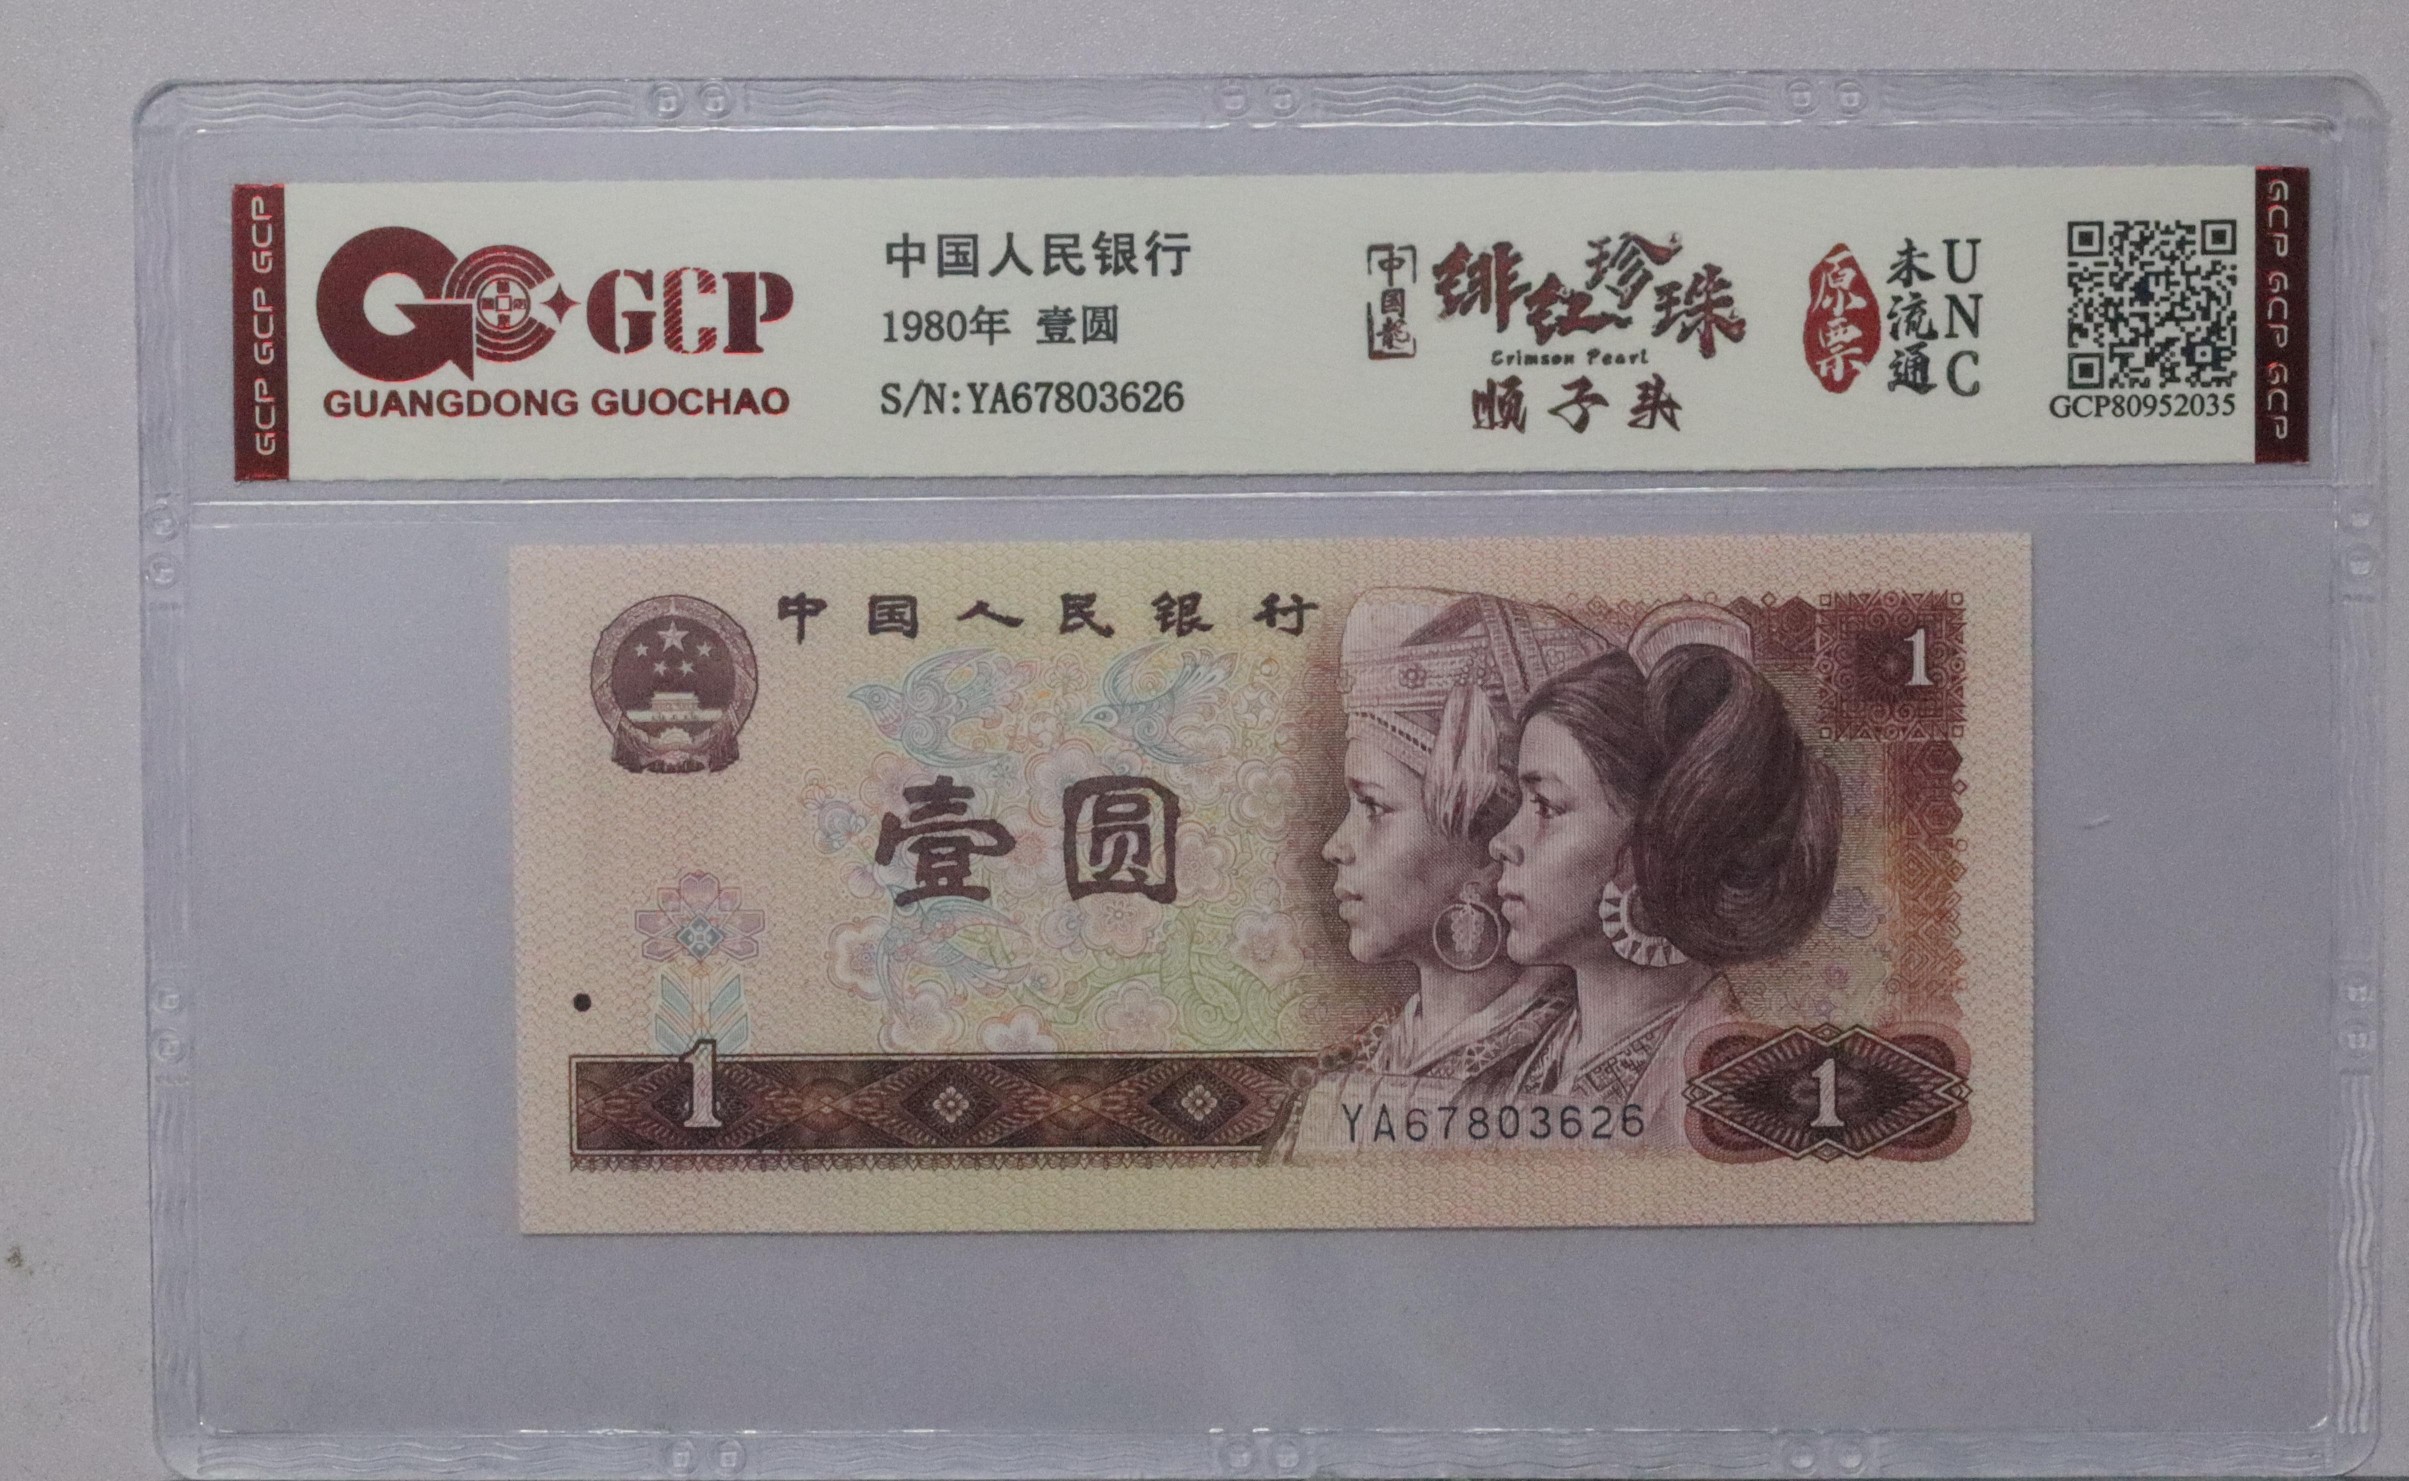 GCP GCP GCP
GCP
GUANGDONG GUOCHAO
中国人民银行
1980年 壹圆
S/N:YA67803626
中国龙
绯红珍珠
Crimson Pearl
顺子头
原票
未流通
UNC
GCP80952035
GCP GCP GCP
中国人民银行
1
壹圆
1
YA67803626
1